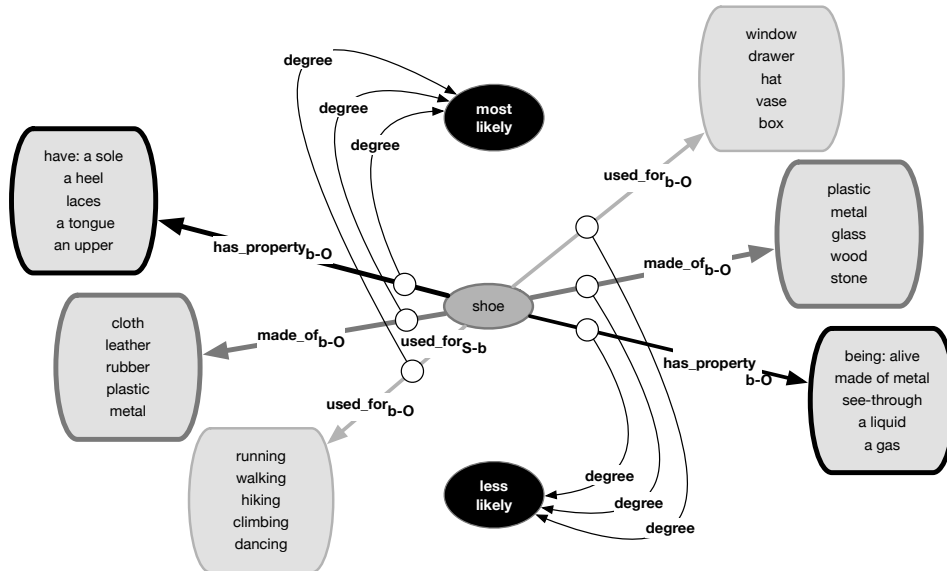 degree
degree
degree
most
likely
window
drawer
hat
vase
box
have: a sole
a heel
laces
a tongue
an upper
used_for b-O
plastic
metal
glass
wood
stone
has_property b-O
made_of b-O
shoe
cloth
leather
rubber
plastic
metal
made_of b-O
used_for S-b
has_property
b-O
being: alive
made of metal
see-through
a liquid
a gas
used_for b-O
running
walking
hiking
climbing
dancing
less
likely
degree
degree
degree